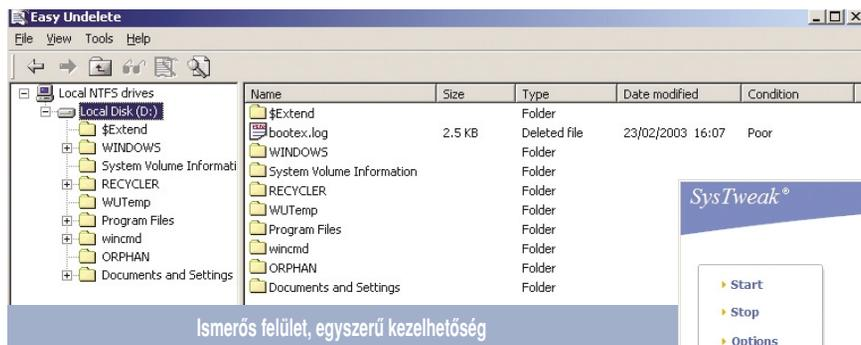 Easy Undelete
File View Tools Help
Local NTFS drives
Local Disk (D:)
$Extend
WINDOWS
System Volume Informati
RECYCLER
WUTemp
Program Files
wincmd
ORPHAN
Documents and Settings
Name Size Type Date modified Condition
$Extend Folder
bootex.log 2.5 KB Deleted file 23/02/2003 16:07 Poor
WINDOWS Folder
System Volume Information Folder
RECYCLER Folder
WUTemp Folder
Program Files Folder
wincmd Folder
ORPHAN Folder
Documents and Settings Folder
SysTweak®
Start
Stop
Options
Ismerős felület, egyszerű kezelhetőség